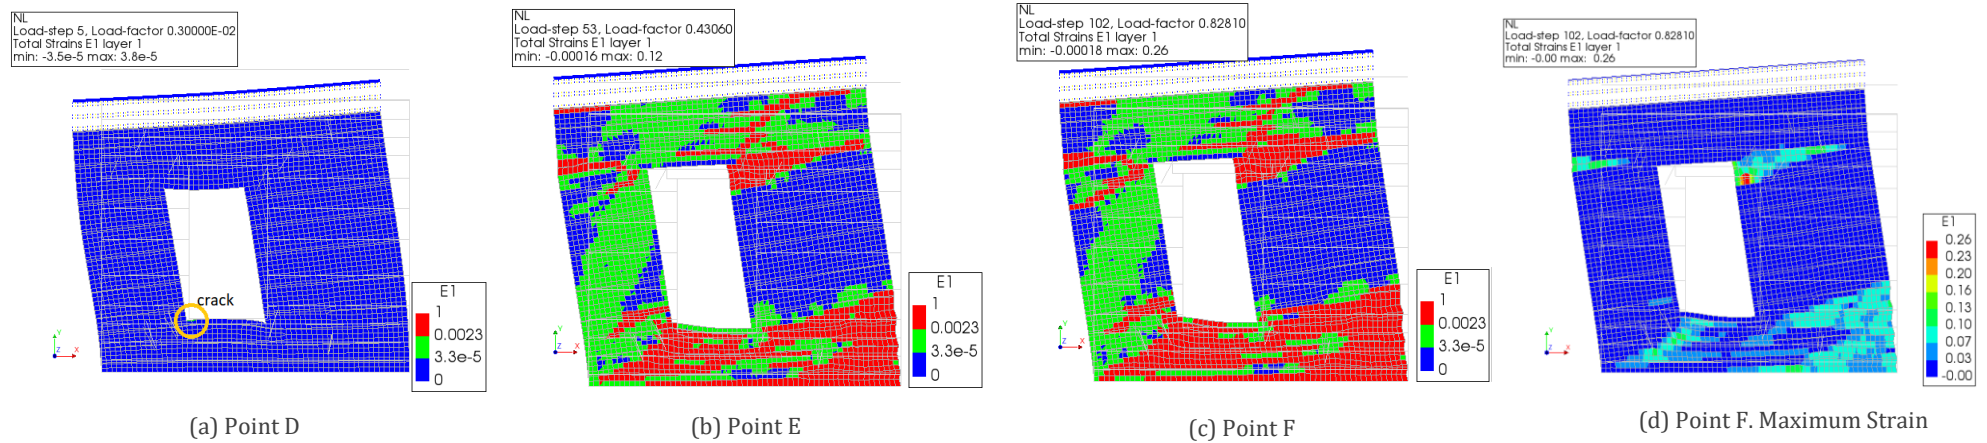 NL
Load-step 5, Load-factor 0.30000E-02
Total Strains E1 layer 1
min: -3.5e-5 max: 3.8e-5
crack
Y
Z X
E1
1
0.0023
3.3e-5
0
(a) Point D
NL
Load-step 53, Load-factor 0.43060
Total Strains E1 layer 1
min: -0.00016 max: 0.12
Y
Z X
E1
1
0.0023
3.3e-5
0
(b) Point E
NL
Load-step 102, Load-factor 0.82810
Total Strains E1 layer 1
min: -0.00018 max: 0.26
Y
Z X
E1
1
0.0023
3.3e-5
0
(c) Point F
NL
Load-step 102, Load-factor 0.82810
Total Strains E1 layer 1
min: -0.00 max: 0.26
Y
Z X
E1
0.26
0.23
0.20
0.16
0.13
0.10
0.07
0.03
-0.00
(d) Point F. Maximum Strain